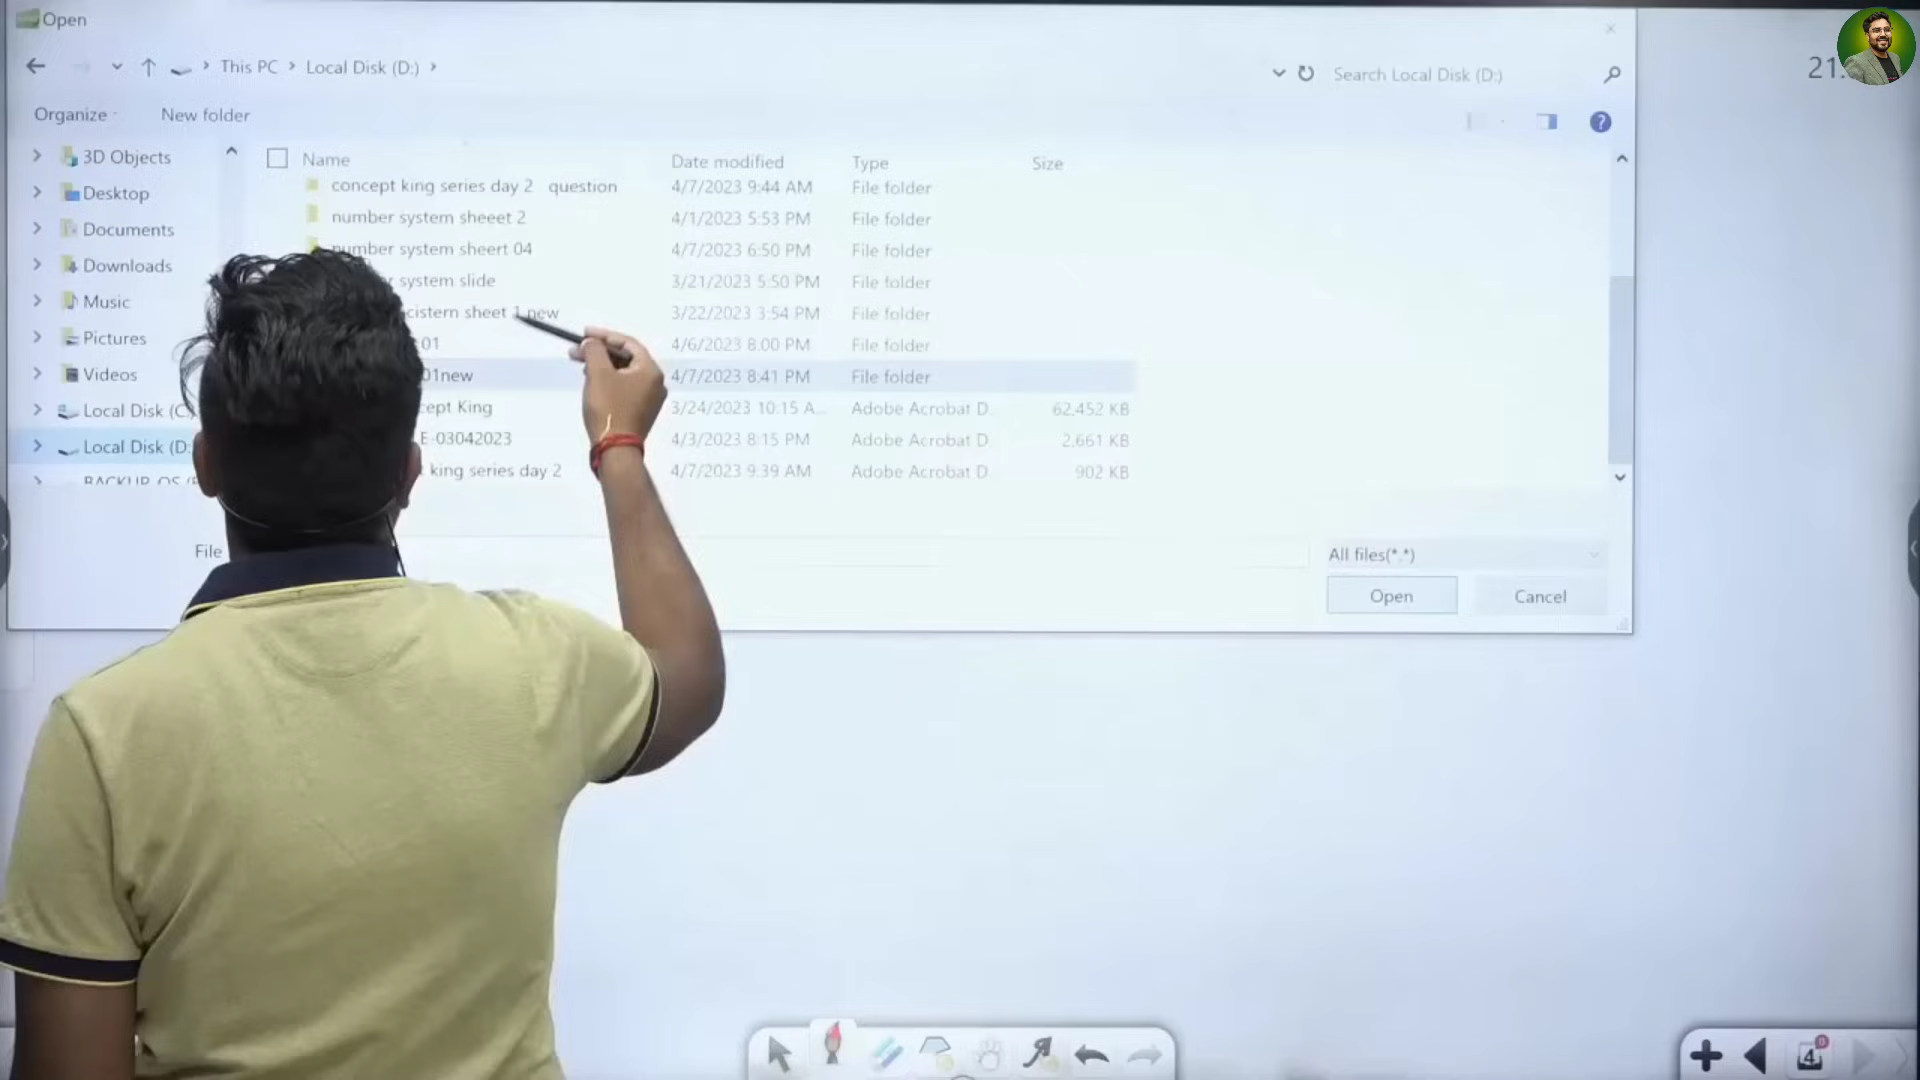 Open
This PC > Local Disk (D:) >
Search Local Disk (D:)
21.
Organize
New folder
Name Date modified Type Size
3D Objects
Desktop
Documents
Downloads
Music
Pictures
Videos
Local Disk (C
Local Disk (D:
BACKUP OS (
concept king series day 2 question 4/7/2023 9:44 AM File folder
number system sheeet 2 4/1/2023 5:53 PM File folder
number system sheert 04 4/7/2023 6:50 PM File folder
system slide 3/21/2023 5:50 PM File folder
cistern sheet 1 new 3/22/2023 3:54 PM File folder
01 4/6/2023 8:00 PM File folder
01new 4/7/2023 8:41 PM File folder
cept King 3/24/2023 10:15 A... Adobe Acrobat D. 62,452 KB
E-03042023 4/3/2023 8:15 PM Adobe Acrobat D. 2,661 KB
king series day 2 4/7/2023 9:39 AM Adobe Acrobat D. 902 KB
File
All files(*.*)
Open
Cancel
4